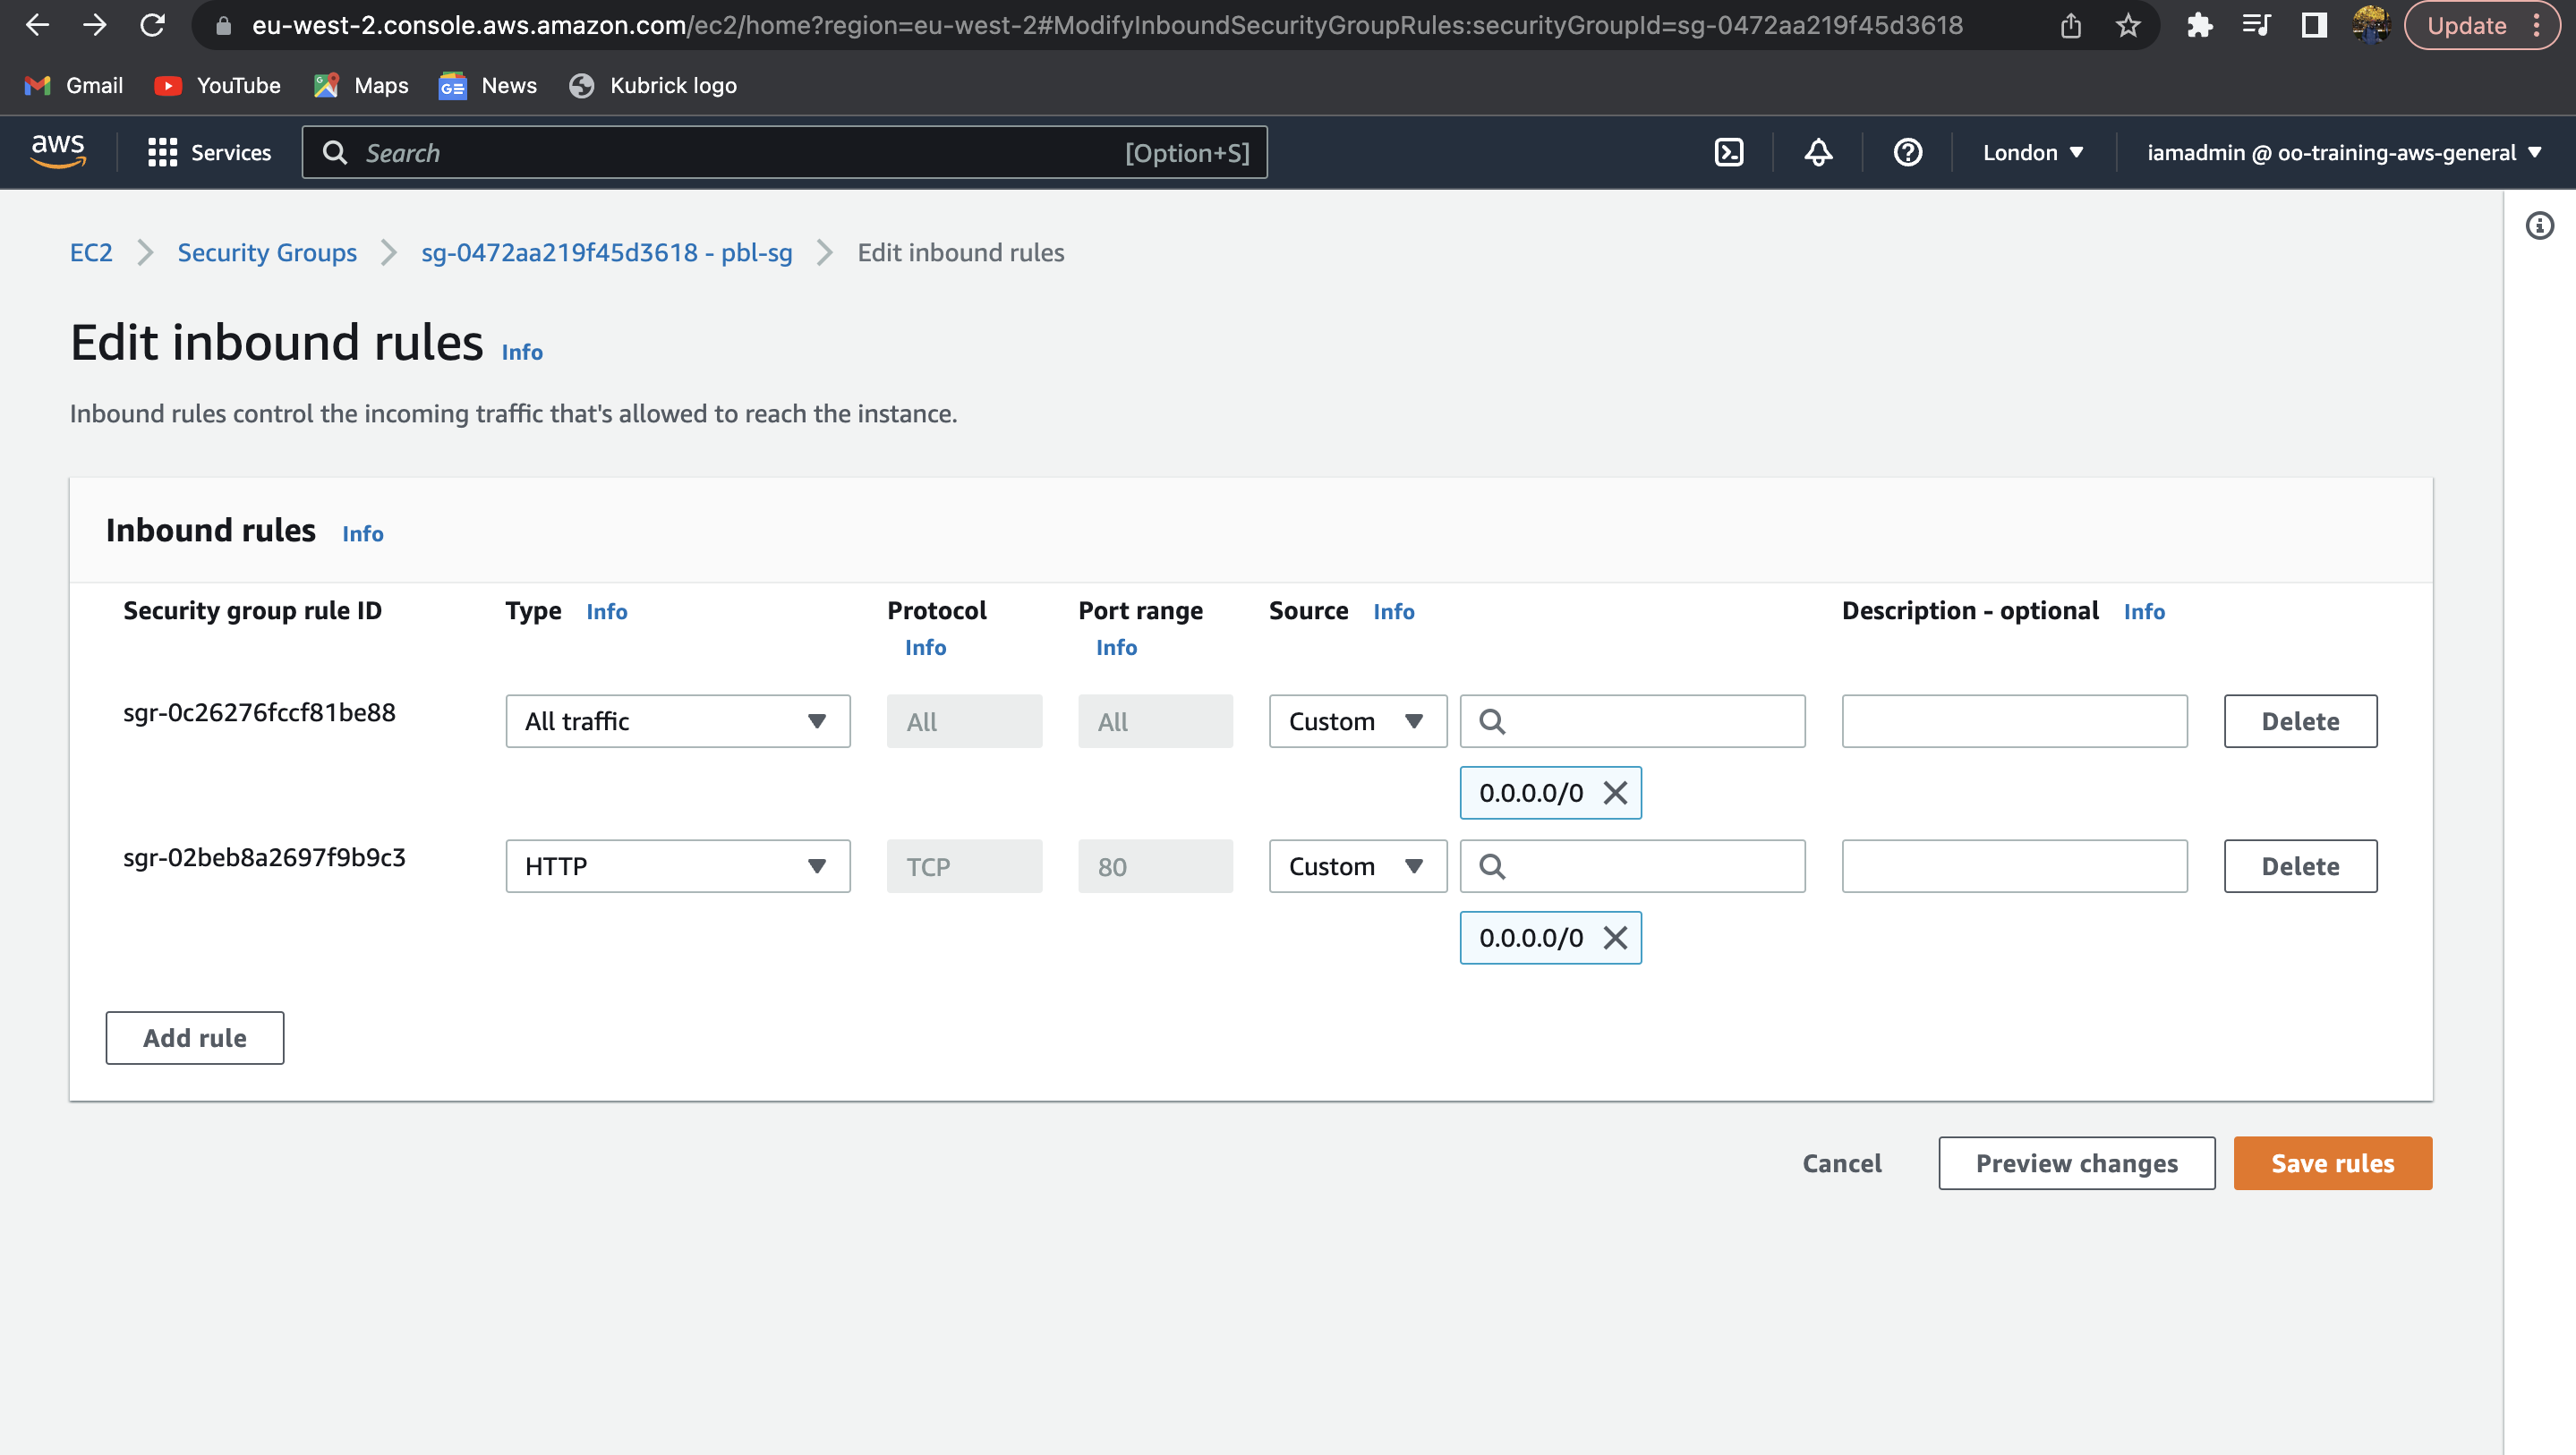 eu-west-2.console.aws.amazon.com/ec2/home?region=eu-west-2#ModifyInboundSecurityGroupRules:securityGroupId=sg-0472aa219f45d3618
Update
Gmail
YouTube
Maps
GE
News
Kubrick logo
aws
Services
Search
[Option+S]
London
iamadmin @ oo-training-aws-general
EC2
Security Groups
sg-0472aa219f45d3618 - pbl-sg
Edit inbound rules
Edit inbound rules Info
Inbound rules control the incoming traffic that's allowed to reach the instance.
Inbound rules Info
Security group rule ID
Type Info
Protocol
Info
Port range
Info
Source Info
Description - optional Info
sgr-0c26276fccf81be88
All traffic
All
All
Custom
Delete
0.0.0.0/0
sgr-02beb8a2697f9b9c3
HTTP
TCP
80
Custom
Delete
0.0.0.0/0
Add rule
Cancel
Preview changes
Save rules